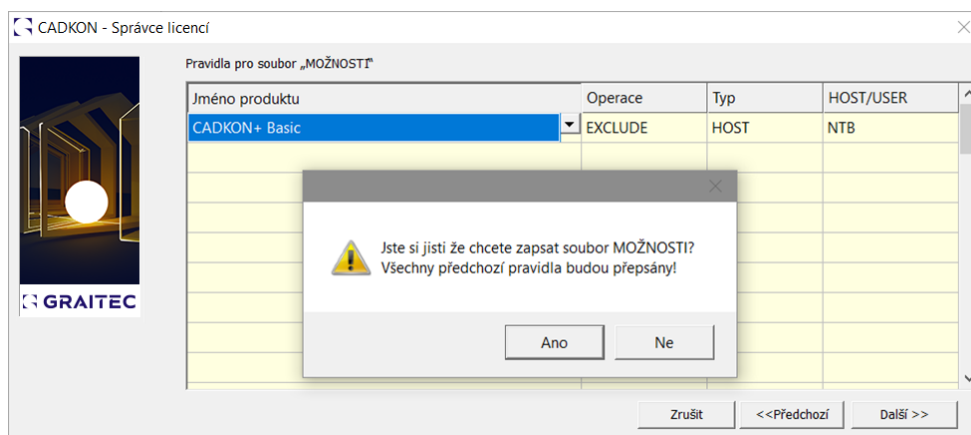 CADKON - Správce licencí
Pravidla pro soubor „MOŽNOSTI"
Jméno produktu Operace Typ HOST/USER
CADKON+ Basic EXCLUDE HOST NTB
Jste si jisti že chcete zapsat soubor MOŽNOSTI?
Všechny předchozí pravidla budou přepsány!
GRAITEC
Ano Ne
Zrušit <<Předchozí Další >>